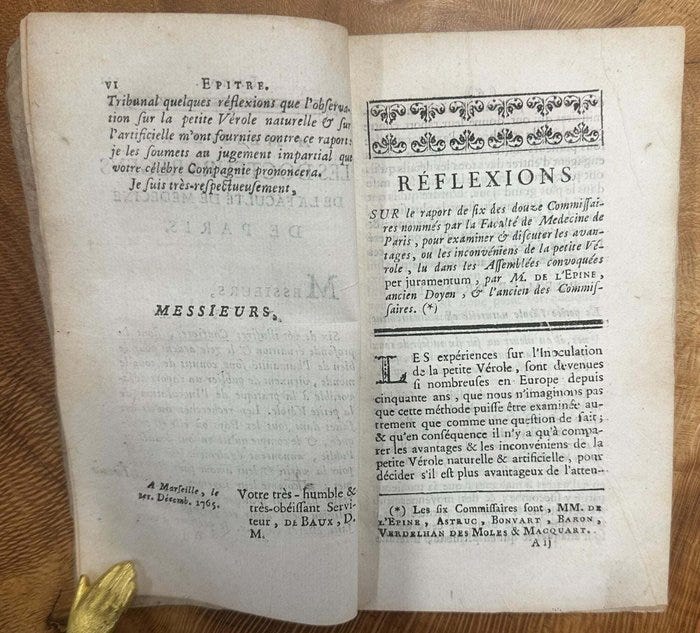 VI EPITRE.
Tribunal quelques réflexions que l'observa-
tion sur la petite Vérole naturelle & sur
l'artificielle m'ont fournies contre ce raport:
je les soumets au jugement impartial que
votre célèbre Compagnie prononcera.
Je suis très-respectueusement,
MESSIEURS,
A Marseille, le
1er. Décemb. 1765.
Votre très-humble &
très-obéissant Servi-
teur, DE BAUX, D.
M.
RÉFLEXIONS
SUR le raport de six des douze Commissai-
res nommés par la Faculté de Medecine de
Paris, pour examiner & discuter les avan-
tages, ou les inconvéniens de la petite Vé-
role, lu dans les Assemblées convoquées
per juramentum, par M. DE L'EPINE,
ancien Doyen, & l'ancien des Commis-
saires. (*)
LES expériences sur l'Inoculation
de la petite Vérole, sont devenues
si nombreuses en Europe depuis
cinquante ans, que nous n'imaginons pas
que cette méthode puisse être examinée au-
trement que comme une question de fait;
& qu'en conséquence il n'y a qu'à compa-
rer les avantages & les inconvéniens de la
petite Vérole naturelle & artificielle, pour
décider s'il est plus avantageux de l'atten-
(*) Les six Commissaires sont, MM. DE
L'EPINE, ASTRUC, BONVART, BARON,
VERDELHAN DES MOLES & MACQUART.
A ij